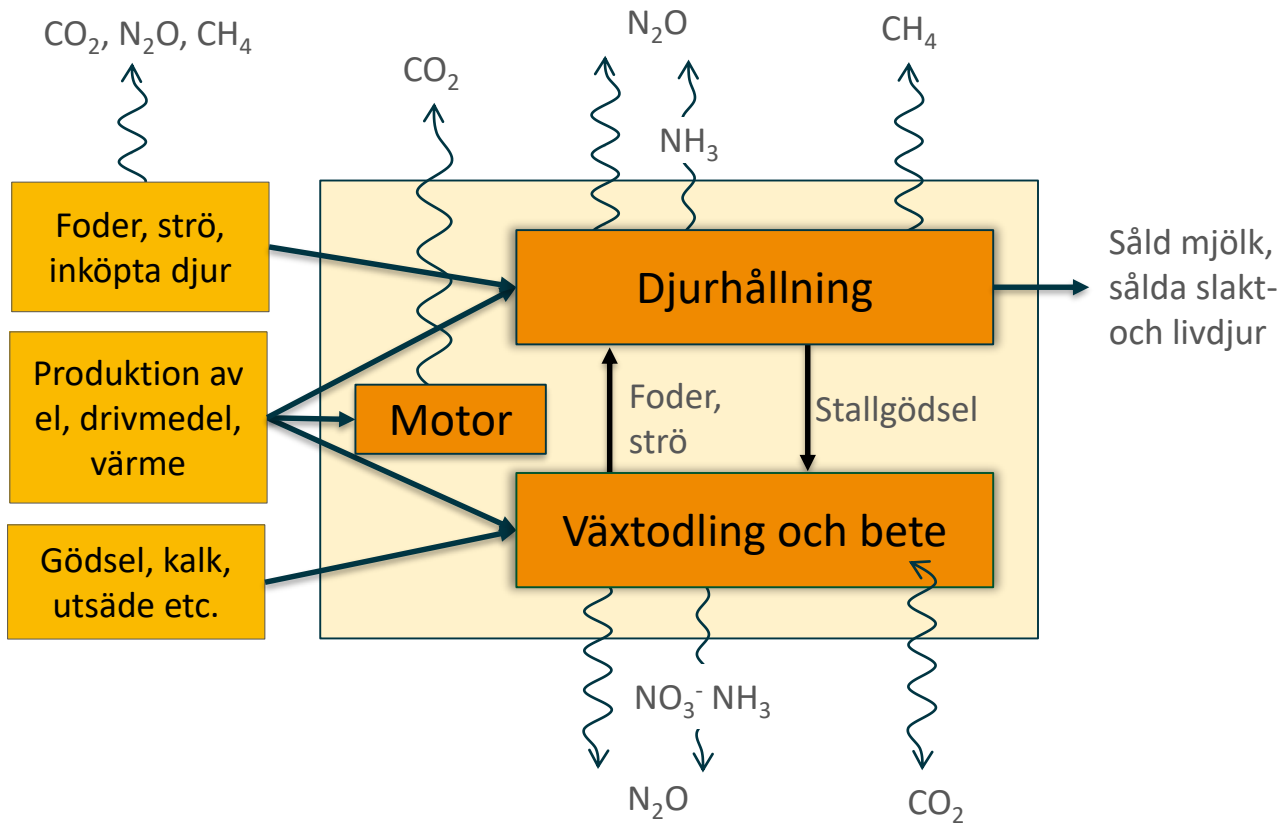 CO₂, N₂O, CH₄
N₂O
CH₄
CO₂
NH₃
Foder, strö,
inköpta djur
Djurhållning
Såld mjölk,
sålda slakt-
och livdjur
Produktion av
el, drivmedel,
värme
Motor
Foder,
strö
Stallgödsel
Växtodling och bete
Gödsel, kalk,
utsäde etc.
NO₃⁻ NH₃
N₂O
CO₂